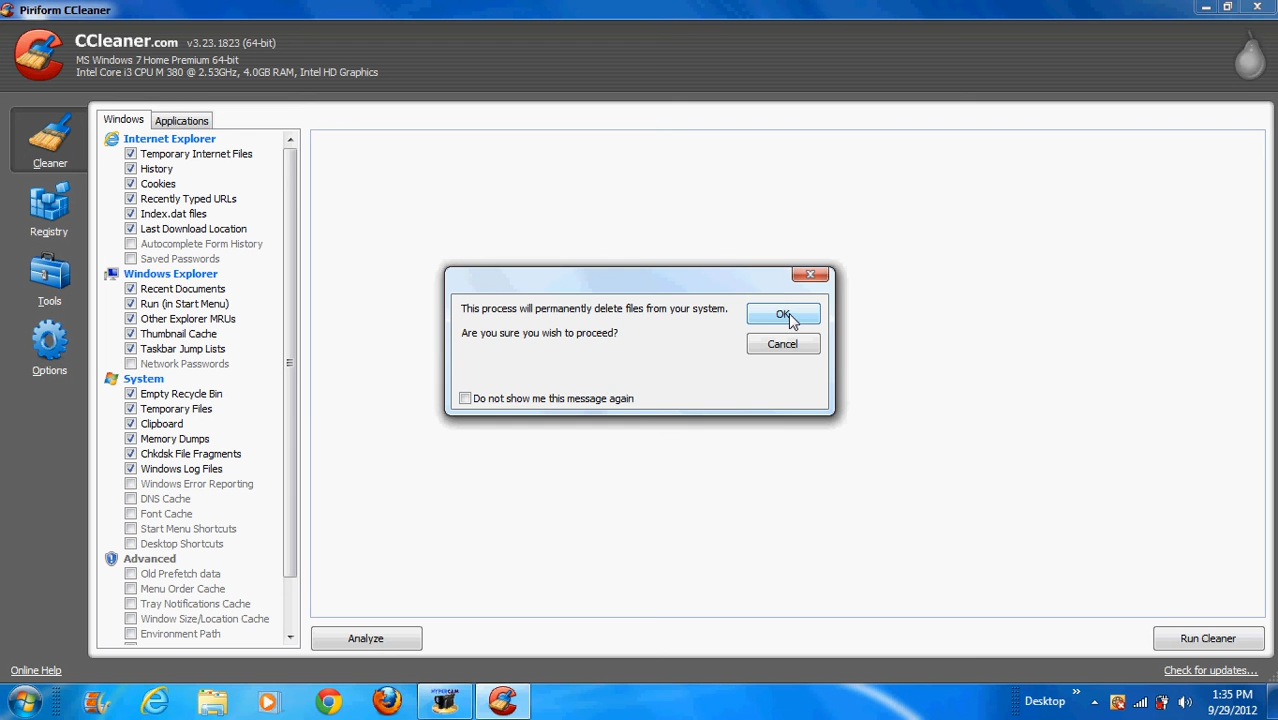 Piriform CCleaner
CCleaner.com v3.23.1823 (64-bit)
MS Windows 7 Home Premium 64-bit
Intel Core i3 CPU M 380 @ 2.53GHz, 4.0GB RAM, Intel HD Graphics
Cleaner
Registry
Tools
Options
Windows
Applications
Internet Explorer
Temporary Internet Files
History
Cookies
Recently Typed URLs
Index.dat files
Last Download Location
Autocomplete Form History
Saved Passwords
Windows Explorer
Recent Documents
Run (in Start Menu)
Other Explorer MRUs
Thumbnail Cache
Taskbar Jump Lists
Network Passwords
System
Empty Recycle Bin
Temporary Files
Clipboard
Memory Dumps
Chkdsk File Fragments
Windows Log Files
Windows Error Reporting
DNS Cache
Font Cache
Start Menu Shortcuts
Desktop Shortcuts
Advanced
Old Prefetch data
Menu Order Cache
Tray Notifications Cache
Window Size/Location Cache
Environment Path
This process will permanently delete files from your system.
Are you sure you wish to proceed?
OK
Cancel
Do not show me this message again
Analyze
Run Cleaner
Online Help
Check for updates...
HYPERCAM
Desktop
1:35 PM
9/29/2012